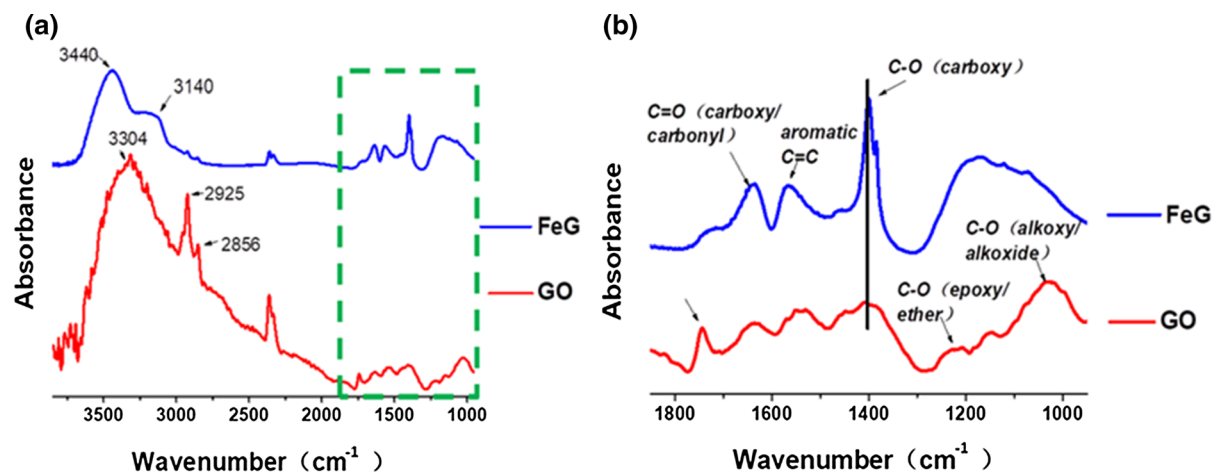 (a)
3440
3140
3304
2925
2856
FeG
GO
Absorbance
3500 3000 2500 2000 1500 1000
Wavenumber（cm-1 ）
(b)
C-O（carboxy）
C=O（carboxy/
carbonyl）
aromatic
C=C
C-O（alkoxy/
alkoxide）
C-O（epoxy/
ether）
FeG
GO
Absorbance
1800 1600 1400 1200 1000
Wavenumber（cm-1 ）